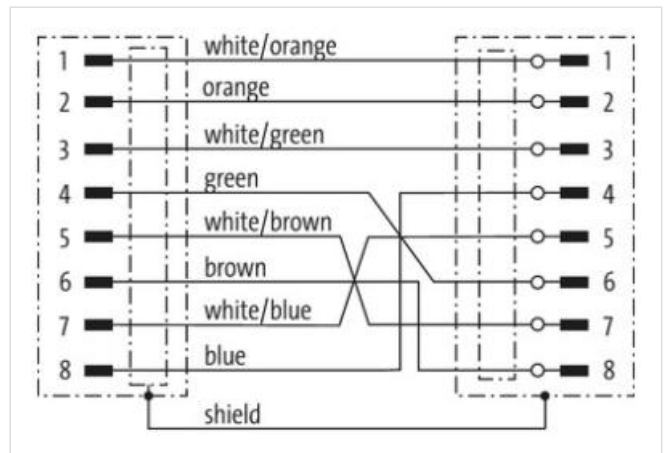 1 white/orange 1
2 orange 2
3 white/green 3
4 green 4
5 white/brown 5
6 brown 6
7 white/blue 7
8 blue 8
shield